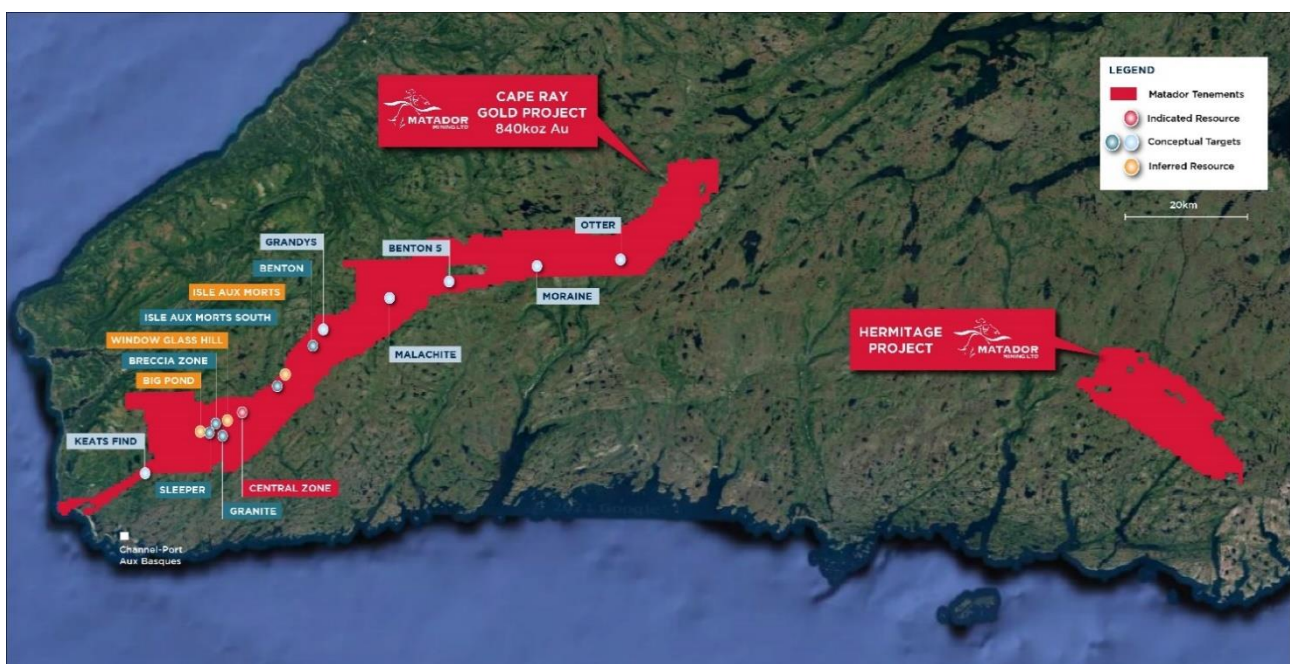 MATADOR
MINING LTD
CAPE RAY
GOLD PROJECT
840koz Au
LEGEND
Matador Tenements
Indicated Resource
Conceptual Targets
Inferred Resource
20km
OTTER
GRANDYS
BENTON 5
BENTON
ISLE AUX MORTS
MORAINE
ISLE AUX MORTS SOUTH
HERMITAGE
PROJECT
MATADOR
MINING LTD
WINDOW GLASS HILL
MALACHITE
BRECCIA ZONE
BIG POND
KEATS FIND
SLEEPER
CENTRAL ZONE
GRANITE
Channel-Port
Aux Basques